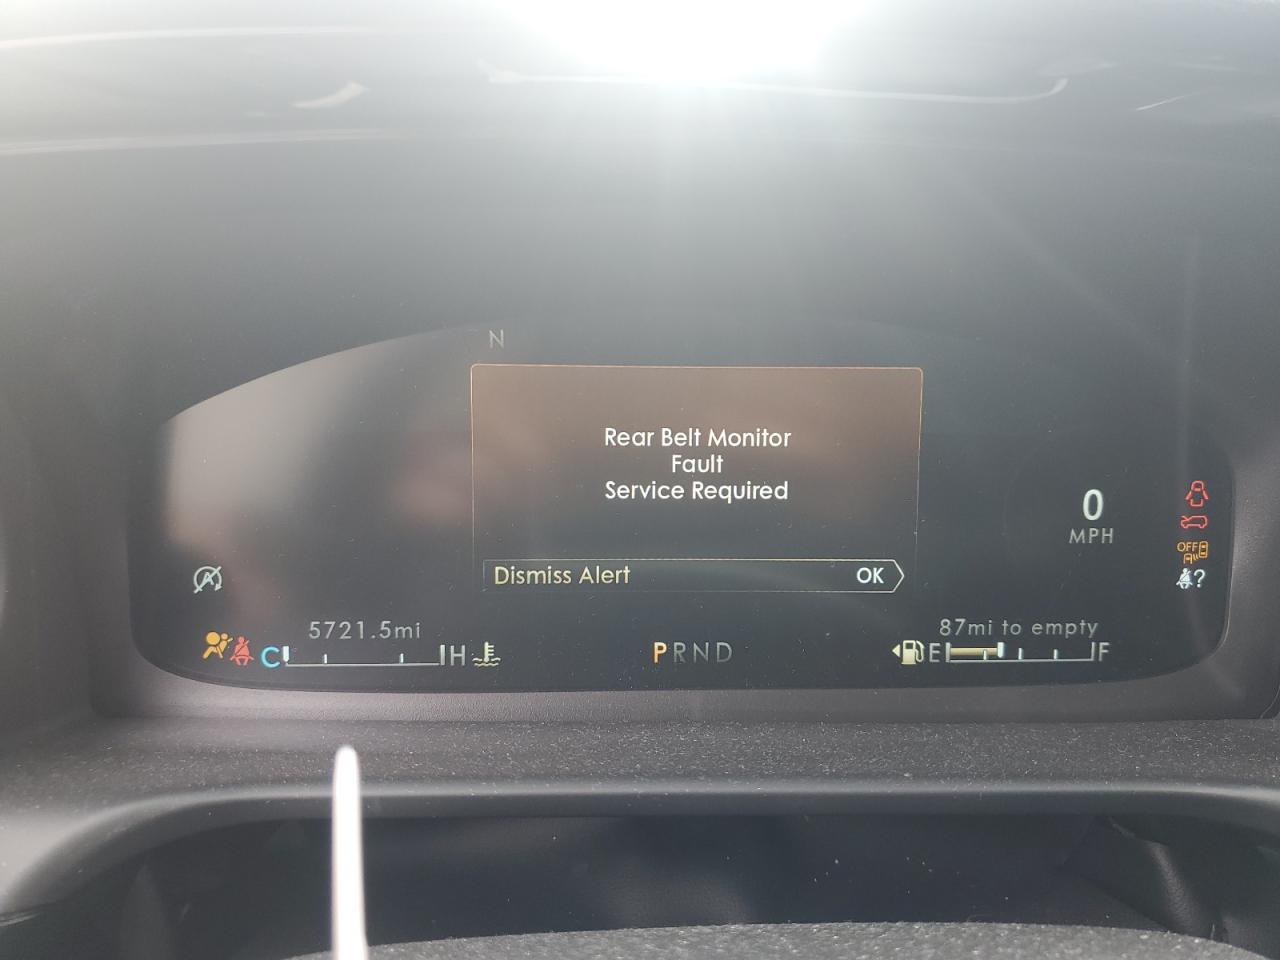 N
Rear Belt Monitor
Fault
Service Required
Dismiss Alert OK
0
MPH
OFF
?
A
5721.5mi
87mi to empty
C H
PRND
E F